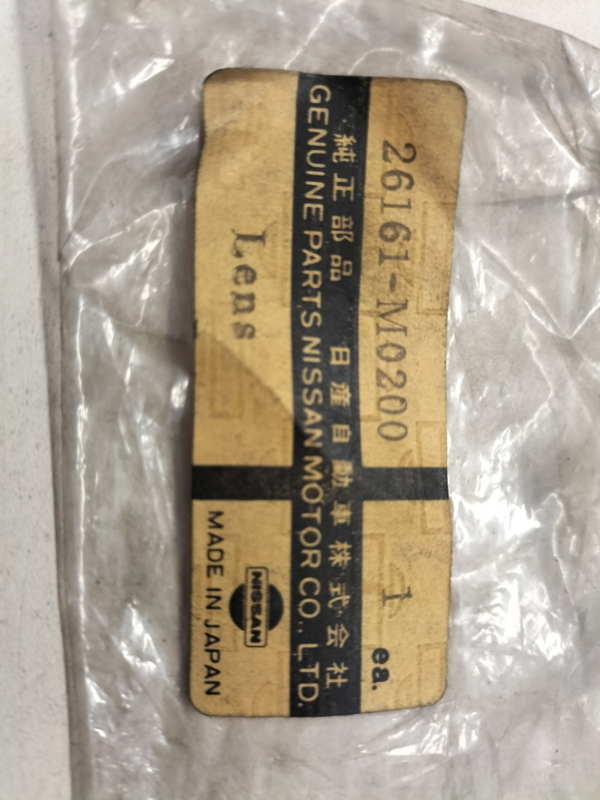 26161-M0200
1 ea.
純正部品 日産自動車株式会社
GENUINE PARTS NISSAN MOTOR CO., LTD.
Lens
NISSAN
MADE IN JAPAN